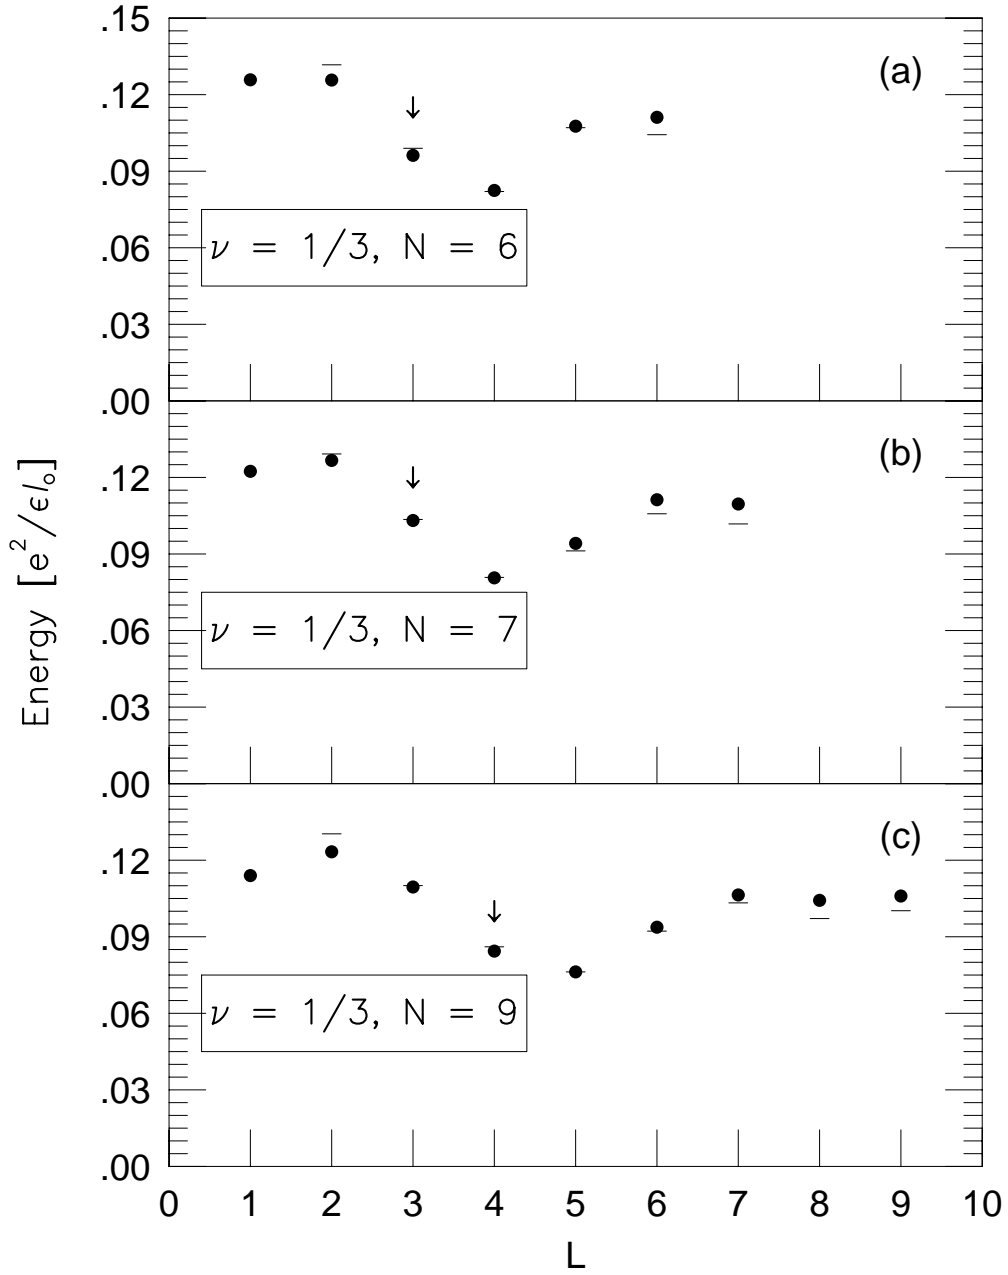 .15
(a)
.12
.09
ν = 1/3, N = 6
.06
.03
.00
(b)
.12
.09
ν = 1/3, N = 7
.06
.03
.00
(c)
.12
.09
ν = 1/3, N = 9
.06
.03
.00
0 1 2 3 4 5 6 7 8 9 10
L
Energy [e²/ϵl₀]